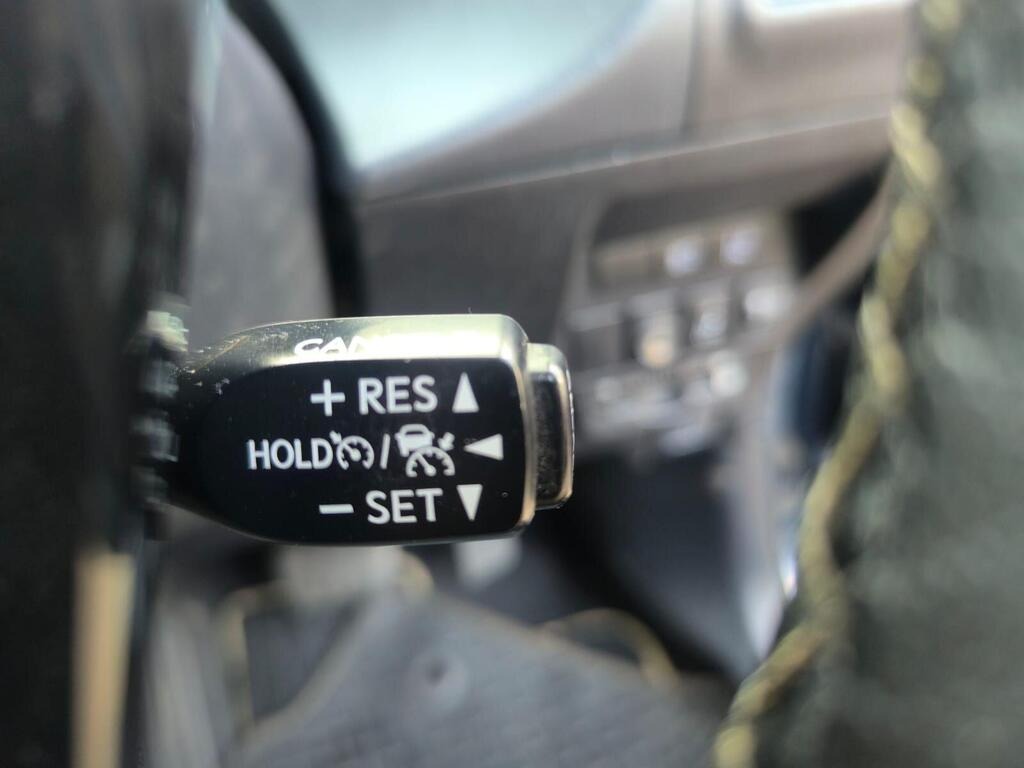 + RES ▲
HOLD / ◀
− SET ▼